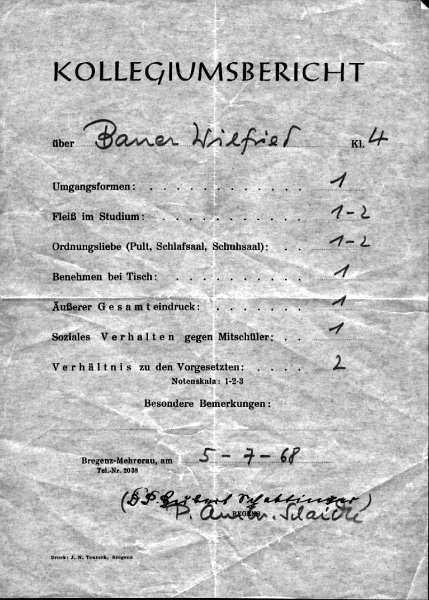 KOLLEGIUMSBERICHT
über Bauer Wilfried Kl. 4
Umgangsformen: . . . . . . . . . . . 1
Fleiß im Studium: . . . . . . . . . . . 1-2
Ordnungsliebe (Pult, Schlafsaal, Schuhsaal): . . 1-2
Benehmen bei Tisch: . . . . . . . . . . 1
Äußerer Gesamteindruck: . . . . . . . 1
Soziales Verhalten gegen Mitschüler: . . 1
Verhältnis zu den Vorgesetzten: . . . . 2
Notenskala: 1-2-3
Besondere Bemerkungen:
Bregenz-Mehrerau, am 5-7-68
Tel.-Nr. 2038
REGENS
Druck: J. N. Teutsch, Bregenz